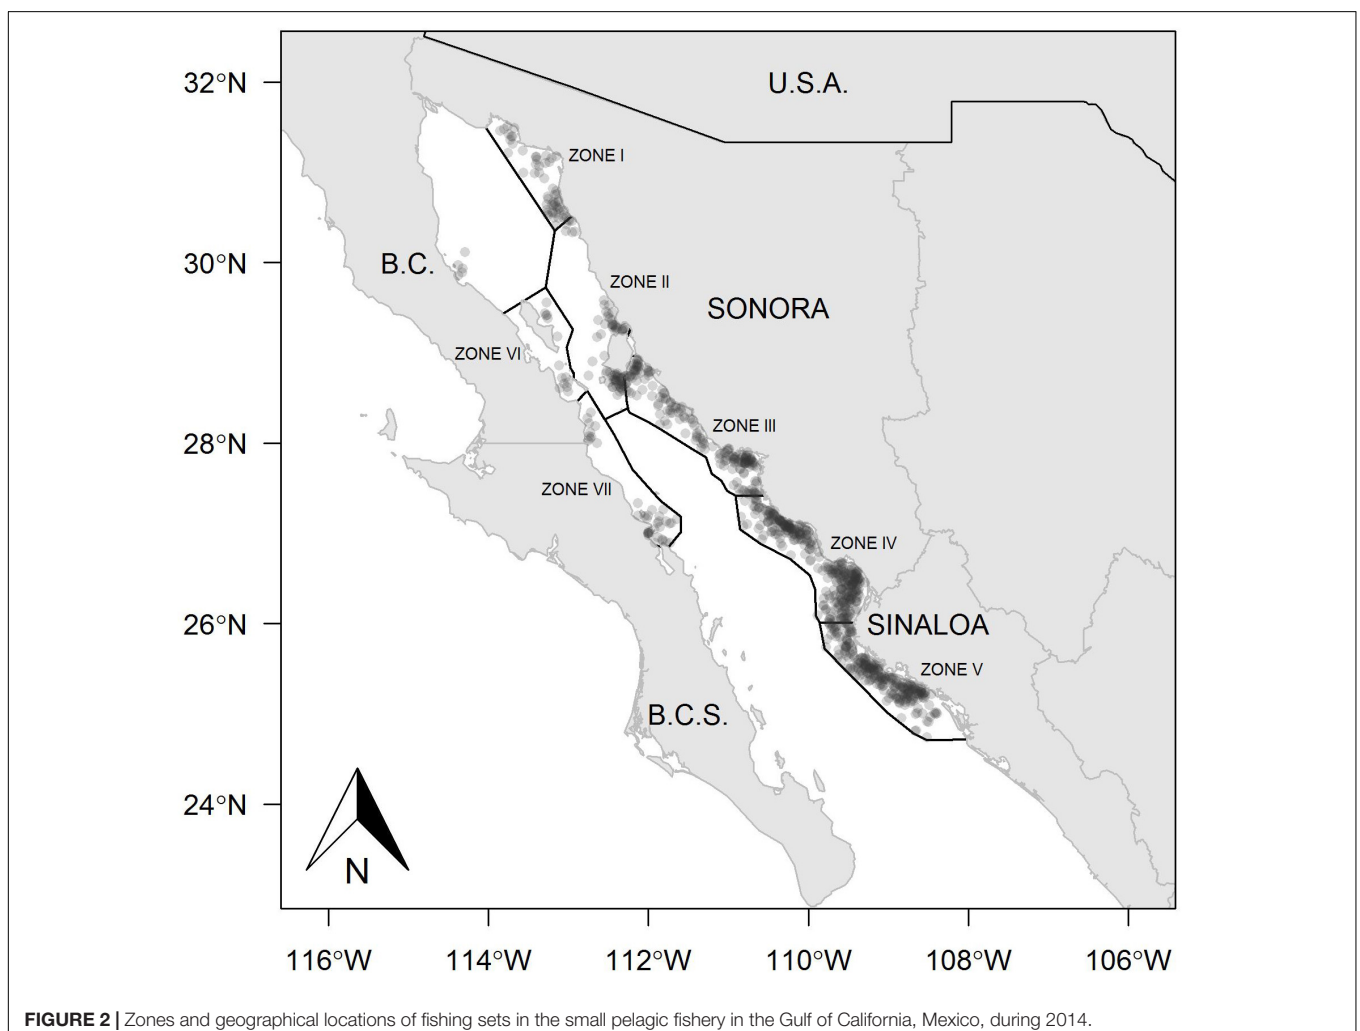 32°N
U.S.A.
ZONE I
30°N
B.C.
ZONE II
SONORA
ZONE VI
28°N
ZONE III
ZONE VII
ZONE IV
26°N
SINALOA
ZONE V
B.C.S.
24°N
N
116°W 114°W 112°W 110°W 108°W 106°W
FIGURE 2 | Zones and geographical locations of fishing sets in the small pelagic fishery in the Gulf of California, Mexico, during 2014.